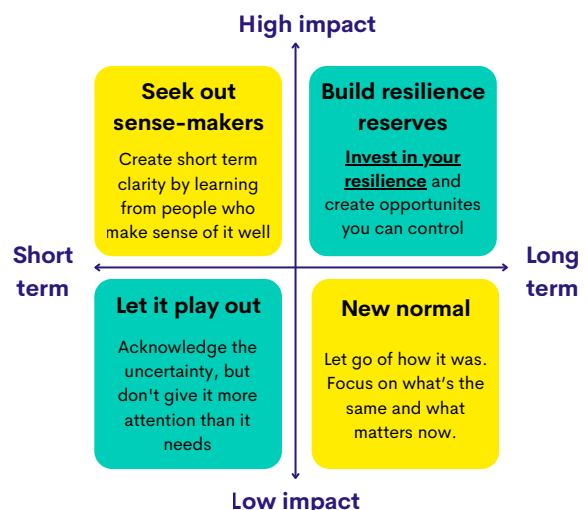 High impact
Seek out
sense-makers
Create short term
clarity by learning
from people who
make sense of it well
Build resilience
reserves
Invest in your
resilience and
create opportunites
you can control
Short
term
Long
term
Let it play out
Acknowledge the
uncertainty, but
don't give it more
attention than it
needs
New normal
Let go of how it was.
Focus on what’s the
same and what
matters now.
Low impact